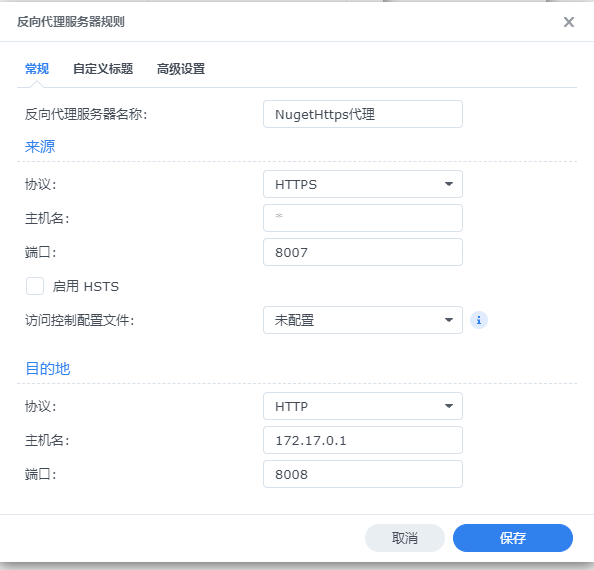 反向代理服务器规则
常规 自定义标题 高级设置
反向代理服务器名称: NugetHttps代理
来源
协议: HTTPS
主机名: *
端口: 8007
启用 HSTS
访问控制配置文件: 未配置 i
目的地
协议: HTTP
主机名: 172.17.0.1
端口: 8008
取消 保存